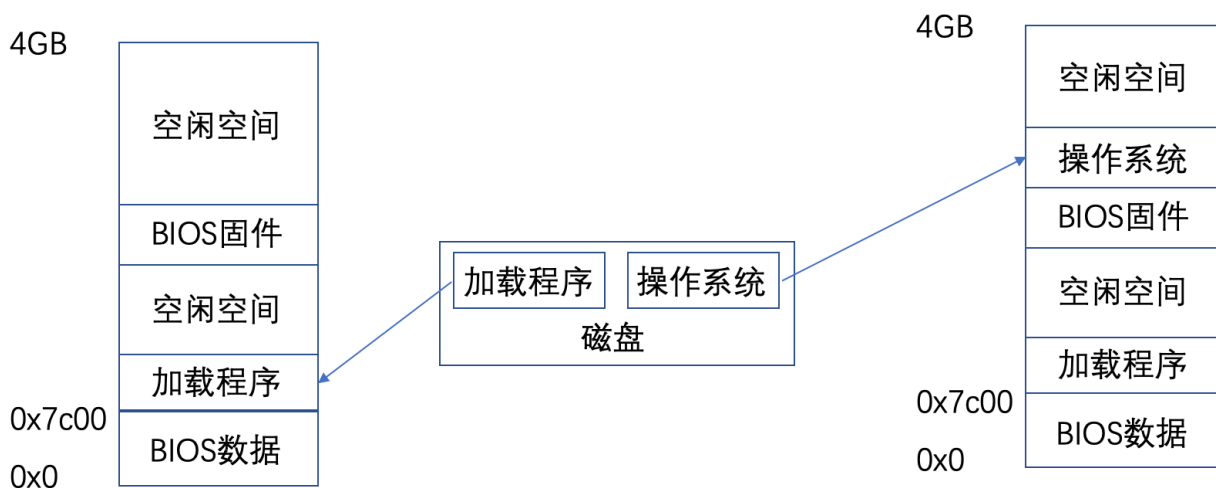 4GB
空闲空间
BIOS固件
空闲空间
加载程序
0x7c00
BIOS数据
0x0
加载程序
操作系统
磁盘
4GB
空闲空间
操作系统
BIOS固件
空闲空间
加载程序
0x7c00
BIOS数据
0x0